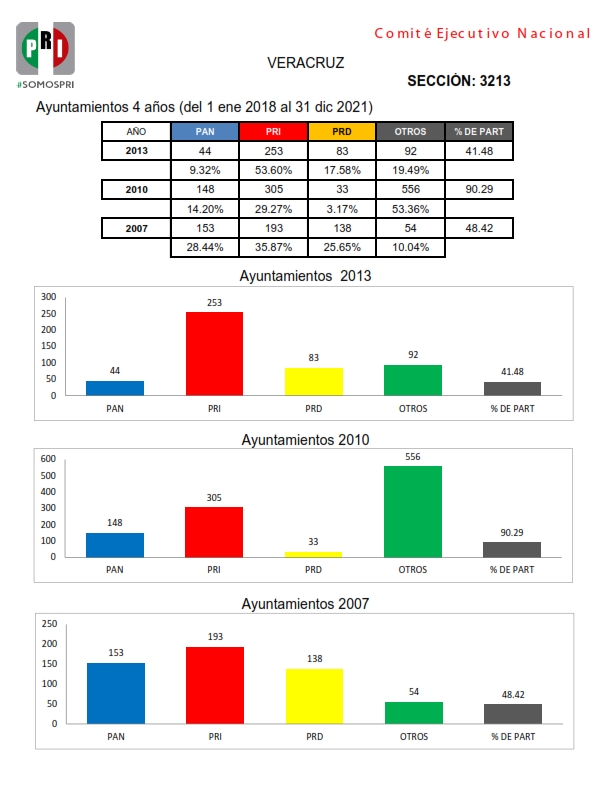 Comité Ejecutivo Nacional
PRI
#SOMOSPRI
VERACRUZ
SECCIÓN: 3213
Ayuntamientos 4 años (del 1 ene 2018 al 31 dic 2021)
AÑO PAN PRI PRD OTROS % DE PART
2013 44 253 83 92 41.48
9.32% 53.60% 17.58% 19.49%
2010 148 305 33 556 90.29
14.20% 29.27% 3.17% 53.36%
2007 153 193 138 54 48.42
28.44% 35.87% 25.65% 10.04%
Ayuntamientos 2013
300
250
200
150
100
50
0
44 253 83 92 41.48
PAN PRI PRD OTROS % DE PART
Ayuntamientos 2010
600
500
400
300
200
100
0
148 305 33 556 90.29
PAN PRI PRD OTROS % DE PART
Ayuntamientos 2007
250
200
150
100
50
0
153 193 138 54 48.42
PAN PRI PRD OTROS % DE PART